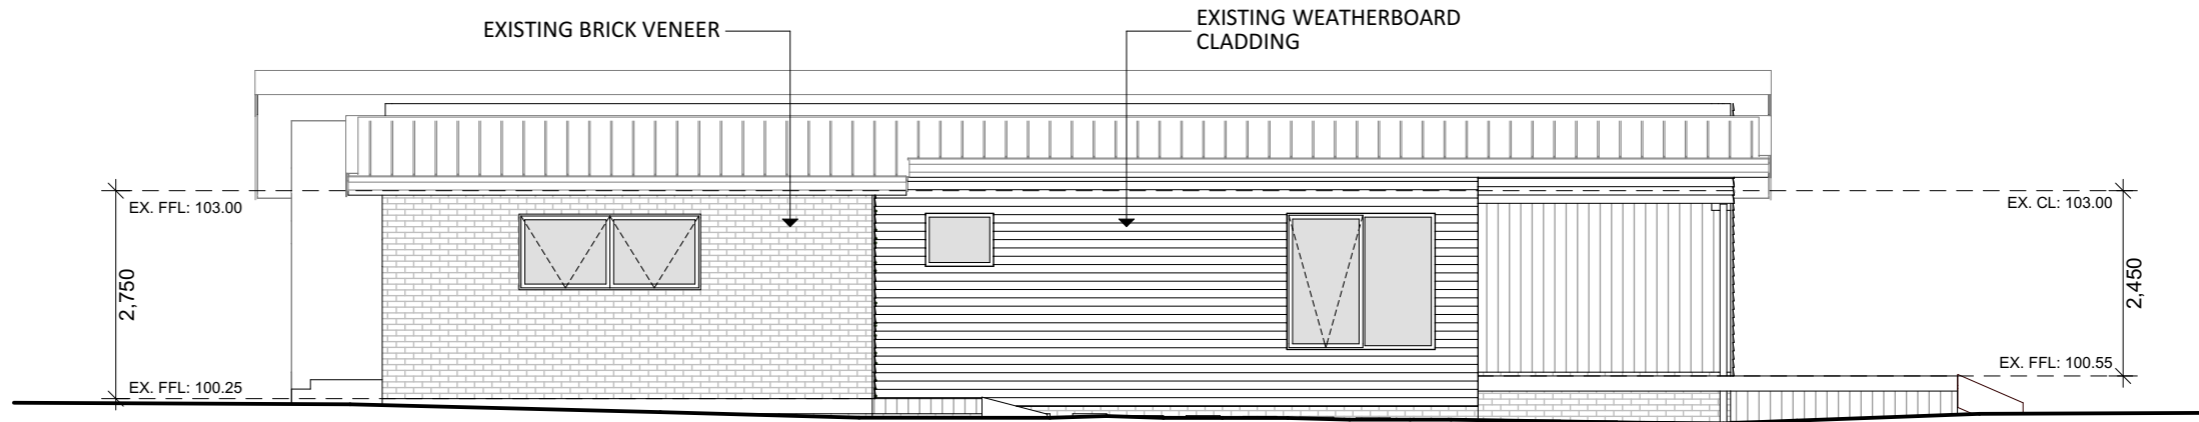 EXISTING BRICK VENEER
EXISTING WEATHERBOARD
CLADDING
EX. FFL: 103.00
EX. CL: 103.00
2,750
2,450
EX. FFL: 100.25
EX. FFL: 100.55